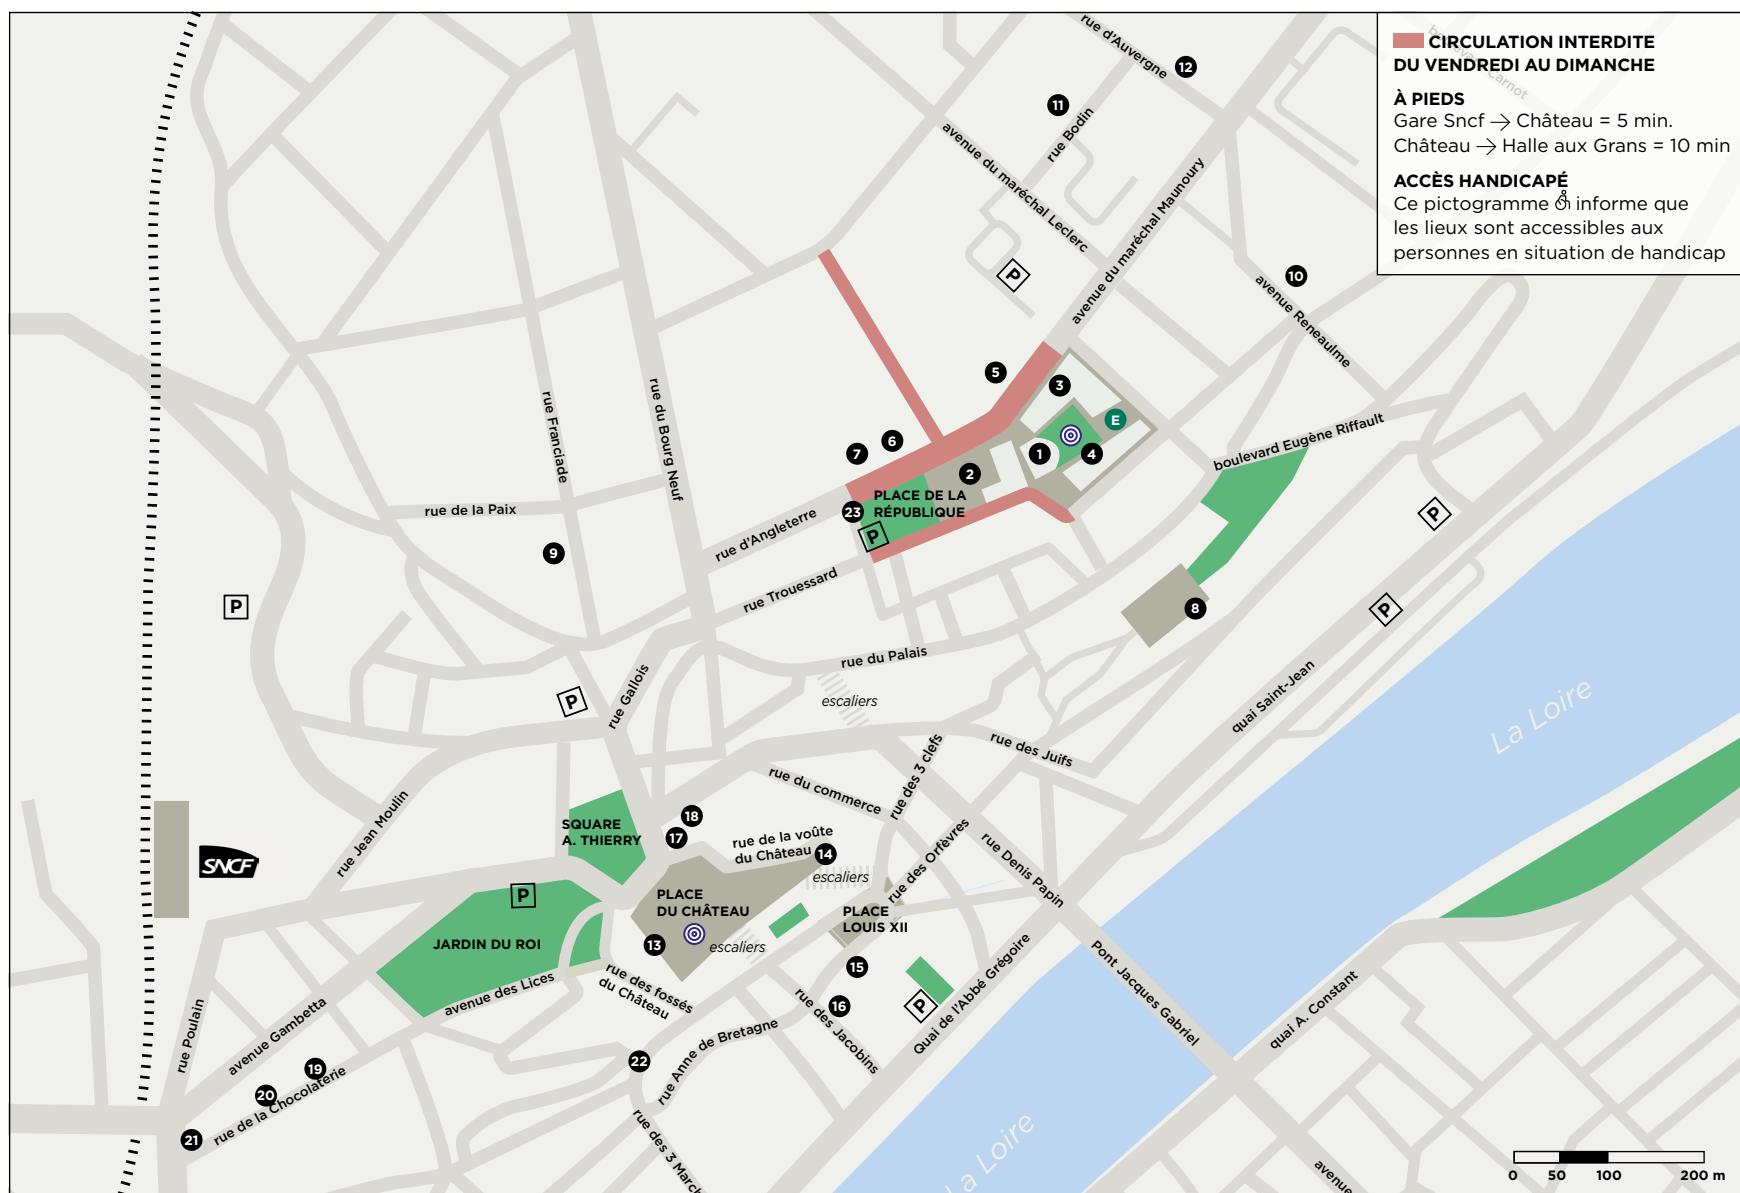 CIRCULATION INTERDITE
DU VENDREDI AU DIMANCHE
À PIEDS
Gare Sncf → Château = 5 min.
Château → Halle aux Grans = 10 min
ACCÈS HANDICAPÉ
Ce pictogramme informe que
les lieux sont accessibles aux
personnes en situation de handicap
boulevard Carnot
rue d'Auvergne
12
11
rue Bodin
avenue du maréchal Leclerc
avenue du maréchal Maunoury
P
10
avenue Reneaulme
5
3
E
1
4
6
7
2
rue Franciade
rue du Bourg Neuf
boulevard Eugène Riffault
PLACE DE LA
RÉPUBLIQUE
23
P
rue de la Paix
rue d'Angleterre
9
P
rue Trouessard
P
8
P
rue du Palais
rue Gallois
P
escaliers
quai Saint-Jean
La Loire
rue des Juifs
rue des 3 clefs
rue du commerce
rue Jean Moulin
SQUARE
A. THIERRY
18
17
rue de la voûte
du Château
14
rue des Orfèvres
rue Denis Papin
SNCF
escaliers
P
PLACE
DU CHÂTEAU
PLACE
LOUIS XII
JARDIN DU ROI
13
escaliers
15
avenue des Lices
rue des fossés
du Château
16
rue des Jacobins
P
Quai de l'Abbé Grégoire
Pont Jacques Gabriel
quai A. Constant
rue Poulain
avenue Gambetta
19
20
rue de la Chocolaterie
21
22
rue Anne de Bretagne
rue des 3 March
La Loire
avenue
0 50 100 200 m